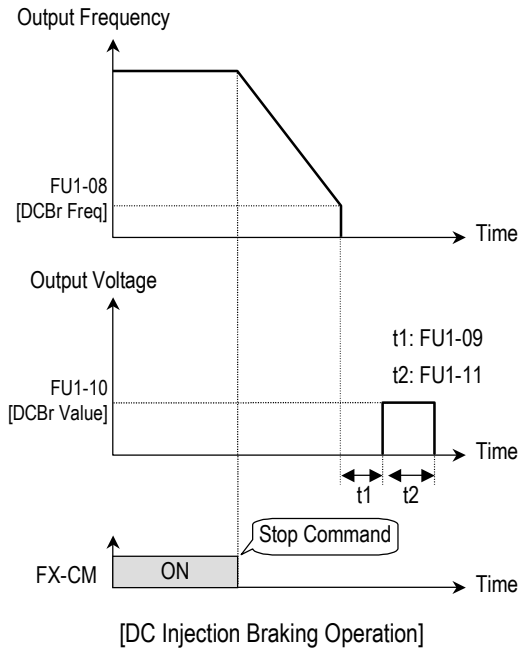 Output Frequency
FU1-08
[DCBr Freq]
Time
Output Voltage
t1: FU1-09
t2: FU1-11
FU1-10
[DCBr Value]
Time
t1
t2
Stop Command
FX-CM
ON
Time
[DC Injection Braking Operation]